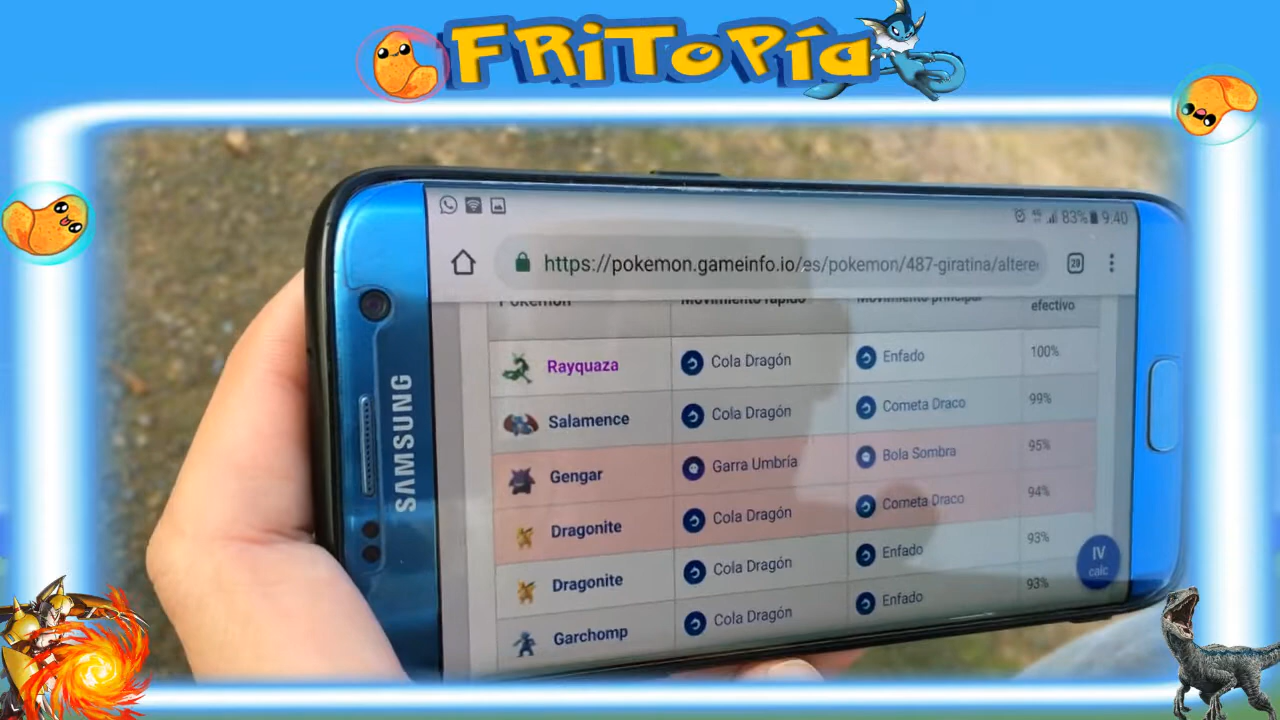 FRiToPía
83% 9:40
https://pokemon.gameinfo.io/es/pokemon/487-giratina/altere
20
Pokémon Movimiento rápido Movimiento principal efectivo
Rayquaza Cola Dragón Enfado 100%
Salamence Cola Dragón Cometa Draco 99%
Gengar Garra Umbría Bola Sombra 95%
Dragonite Cola Dragón Cometa Draco 94%
Dragonite Cola Dragón Enfado 93%
Garchomp Cola Dragón Enfado 93%
IV
calc
SAMSUNG